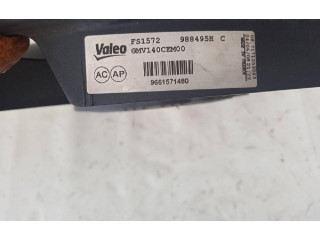 Valeo
FS1572 988495H C
GMV140CEM00
AC AP
9661571480